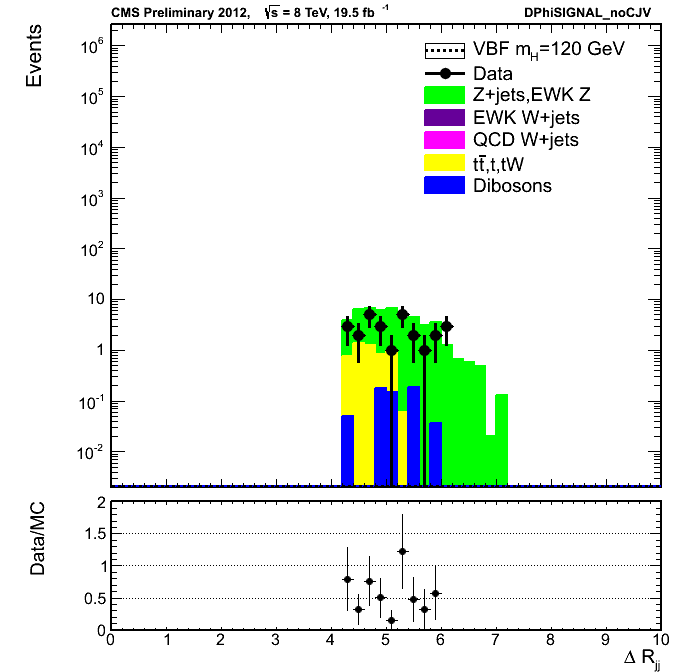 CMS Preliminary 2012, √s = 8 TeV, 19.5 fb⁻¹ DPhiSIGNAL_noCJV
Events
10⁶
10⁵
10⁴
10³
10²
10
1
10⁻¹
10⁻²
VBF m_H=120 GeV
Data
Z+jets,EWK Z
EWK W+jets
QCD W+jets
tt̄,t,tW
Dibosons
Data/MC
2
1.5
1
0.5
0
0 1 2 3 4 5 6 7 8 9 10
Δ R_jj